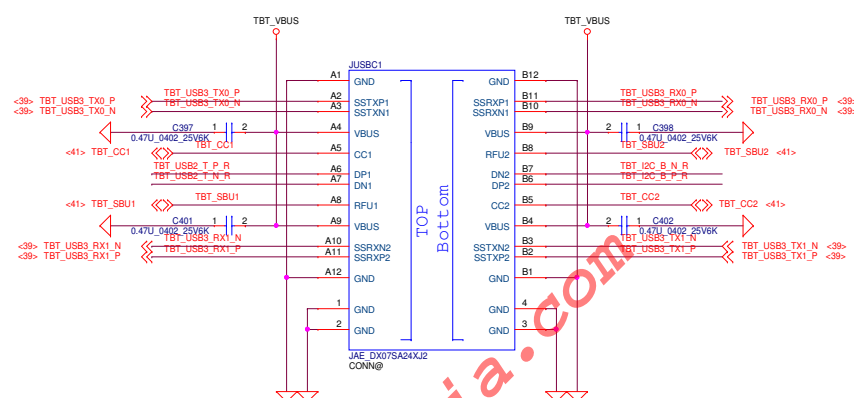 TBT_VBUS
TBT_VBUS
JUSBC1
A1 GND GND B12
<39> TBT_USB3_TX0_P TBT_USB3_TX0_P A2 SSTXP1 SSRXP1 B11 TBT_USB3_RX0_P TBT_USB3_RX0_P <39>
<39> TBT_USB3_TX0_N TBT_USB3_TX0_N A3 SSTXN1 SSRXN1 B10 TBT_USB3_RX0_N TBT_USB3_RX0_N <39>
C397 1 2 A4 VBUS VBUS B9 2 1 C398
0.47U_0402_25V6K 0.47U_0402_25V6K
<41> TBT_CC1 TBT_CC1 A5 CC1 RFU2 B8 TBT_SBU2 TBT_SBU2 <41>
TBT_USB2_T_P_R A6 DP1 DN2 B7 TBT_I2C_B_N_R
TBT_USB2_T_N_R A7 DN1 DP2 B6 TBT_I2C_B_P_R
<41> TBT_SBU1 TBT_SBU1 A8 RFU1 CC2 B5 TBT_CC2 TBT_CC2 <41>
C401 1 2 A9 VBUS VBUS B4 2 1 C402
0.47U_0402_25V6K 0.47U_0402_25V6K
<39> TBT_USB3_RX1_N TBT_USB3_RX1_N A10 SSRXN2 SSTXN2 B3 TBT_USB3_TX1_N TBT_USB3_TX1_N <39>
<39> TBT_USB3_RX1_P TBT_USB3_RX1_P A11 SSRXP2 SSTXP2 B2 TBT_USB3_TX1_P TBT_USB3_TX1_P <39>
A12 GND GND B1
1 GND GND 4
2 GND GND 3
TOP
Bottom
JAE_DX07SA24XJ2
CONN@
ia.com